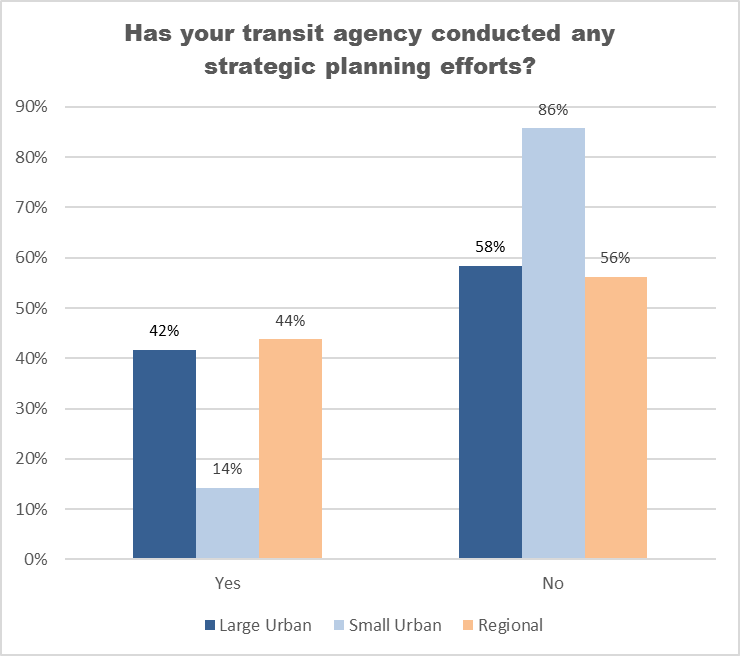 Has your transit agency conducted any
strategic planning efforts?
90%
80%
70%
60%
50%
40%
30%
20%
10%
0%
42%
14%
44%
58%
86%
56%
Yes
No
Large Urban
Small Urban
Regional